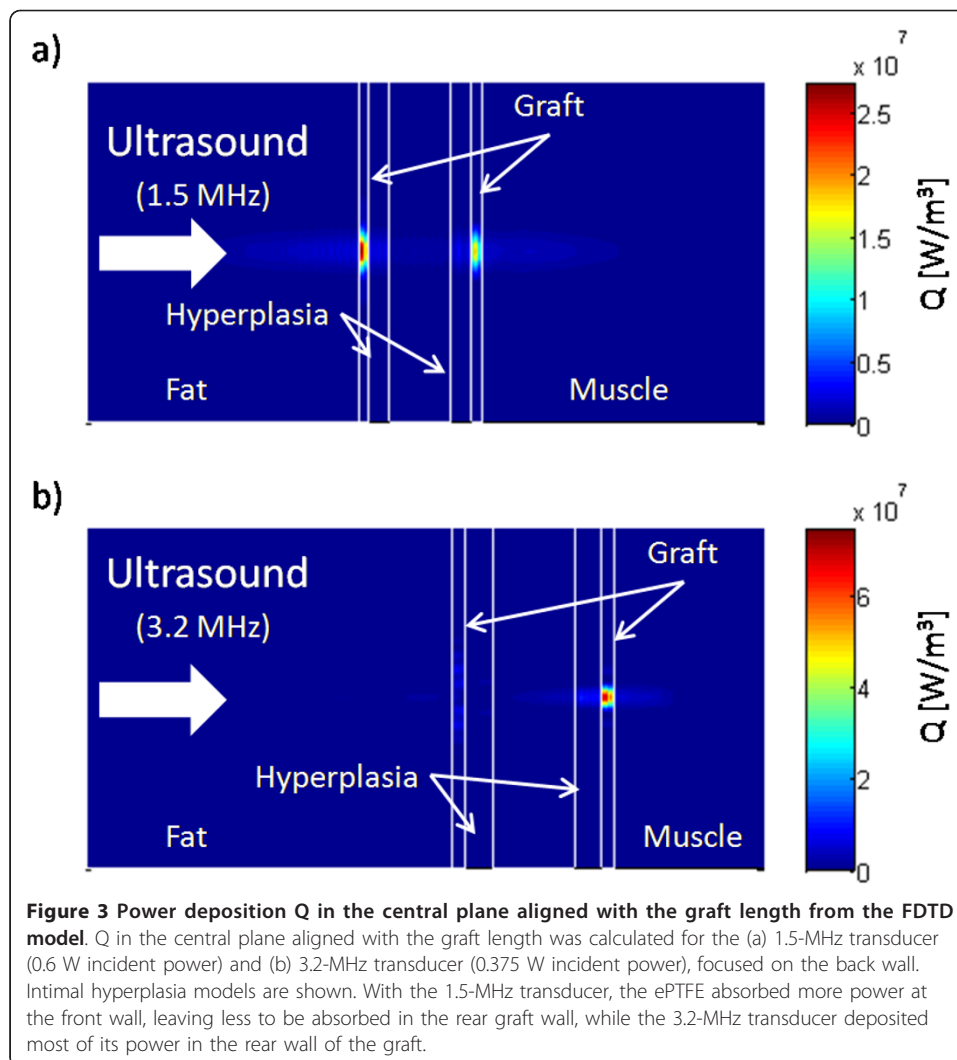 a)
x 10
7
Graft
Ultrasound
(1.5 MHz)
Hyperplasia
Fat
Muscle
2.5
2
1.5
1
0.5
0
Q [W/m³]
b)
x 10
7
Graft
Ultrasound
(3.2 MHz)
Hyperplasia
Fat
Muscle
6
4
2
0
Q [W/m³]
Figure 3 Power deposition Q in the central plane aligned with the graft length from the FDTD
model. Q in the central plane aligned with the graft length was calculated for the (a) 1.5-MHz transducer
(0.6 W incident power) and (b) 3.2-MHz transducer (0.375 W incident power), focused on the back wall.
Intimal hyperplasia models are shown. With the 1.5-MHz transducer, the ePTFE absorbed more power at
the front wall, leaving less to be absorbed in the rear graft wall, while the 3.2-MHz transducer deposited
most of its power in the rear wall of the graft.